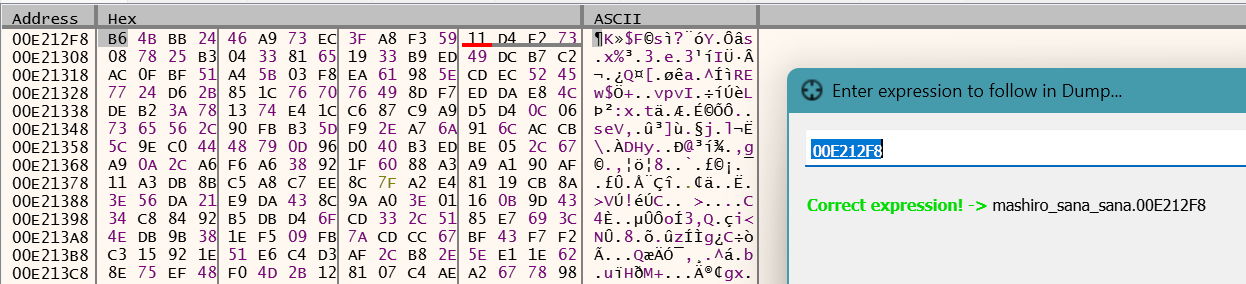 Address Hex ASCII
00E212F8 B6 4B BB 24 46 A9 73 EC 3F A8 F3 59 11 D4 E2 73 ¶K»$F©sì?¨óY.Ôâs
00E21308 08 78 25 B3 04 33 81 65 19 33 B9 ED 49 DC B7 C2 .x%³.3.e.3¹íIÜ·Â
00E21318 AC 0F BF 51 A4 5B 03 F8 EA 61 98 5E CD EC 52 45 ¬.¿Q¤[.øêa.^ÍìRE
00E21328 77 24 D6 2B 85 1C 76 70 76 49 8D F7 ED DA E8 4C w$Ö+..vpvI.÷íÚèL
00E21338 DE B2 3A 78 13 74 E4 1C C6 87 C9 A9 D5 D4 0C 06 Þ²:x.tä.Æ.É©ÕÔ..
00E21348 73 65 56 2C 90 FB B3 5D F9 2E A7 6A 91 6C AC CB seV,.û³]ù.§j.l¬Ë
00E21358 5C 9E C0 44 48 79 0D 96 D0 40 B3 ED BE 05 2C 67 \.ÀDHy..Ð@³í¾.,g
00E21368 A9 0A 2C A6 F6 A6 38 92 1F 60 88 A3 A9 A1 90 AF ©.,¦ö¦8..`.£©¡.¯
00E21378 11 A3 DB 8B C5 A8 C7 EE 8C 7F A2 E4 81 19 CB 8A .£Û.Å¨Çî..¢ä..Ë.
00E21388 3E 56 DA 21 E9 DA 43 8C 9A A0 3E 01 16 0B 9D 43 >VÚ!éÚC.. >....C
00E21398 34 C8 84 92 B5 DB D4 6F CD 33 2C 51 85 E7 69 3C 4È..µÛÔoÍ3,Q.çi<
00E213A8 4E DB 9B 38 1E F5 09 FB 7A CD CC 67 BF 43 F7 F2 NÛ.8.õ.ûzÍÌg¿C÷ò
00E213B8 C3 15 92 1E 51 E6 C4 D3 AF 2C B8 2E 5E E1 1E 62 Ã...QæÄÓ¯,¸.^á.b
00E213C8 8E 75 EF 48 F0 4D 2B 12 81 07 C4 AE A2 67 78 98 .uïHðM+...Ä®¢gx.
Enter expression to follow in Dump...
00E212F8
Correct expression! -> mashiro_sana_sana.00E212F8